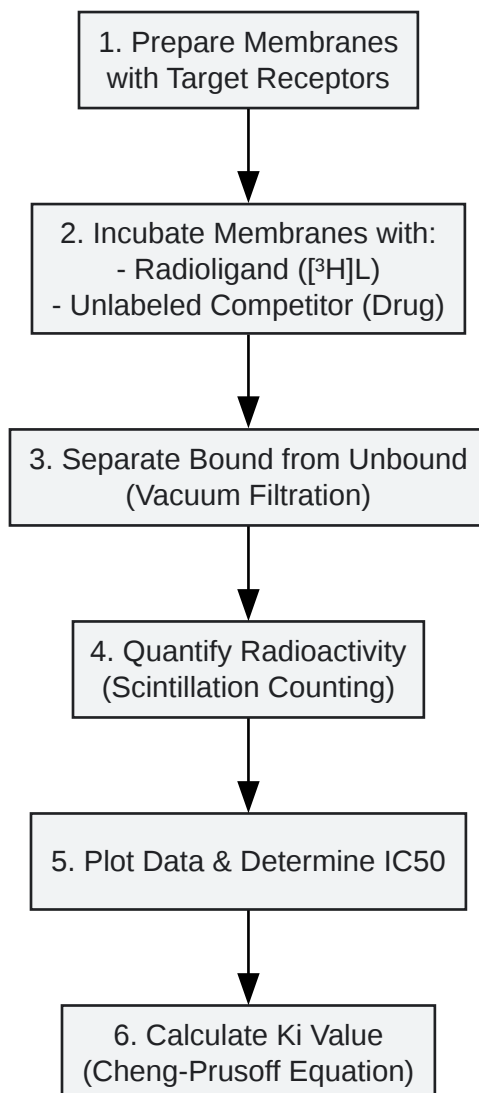 1. Prepare Membranes
with Target Receptors
2. Incubate Membranes with:
- Radioligand ([³H]L)
- Unlabeled Competitor (Drug)
3. Separate Bound from Unbound
(Vacuum Filtration)
4. Quantify Radioactivity
(Scintillation Counting)
5. Plot Data & Determine IC50
6. Calculate Ki Value
(Cheng-Prusoff Equation)